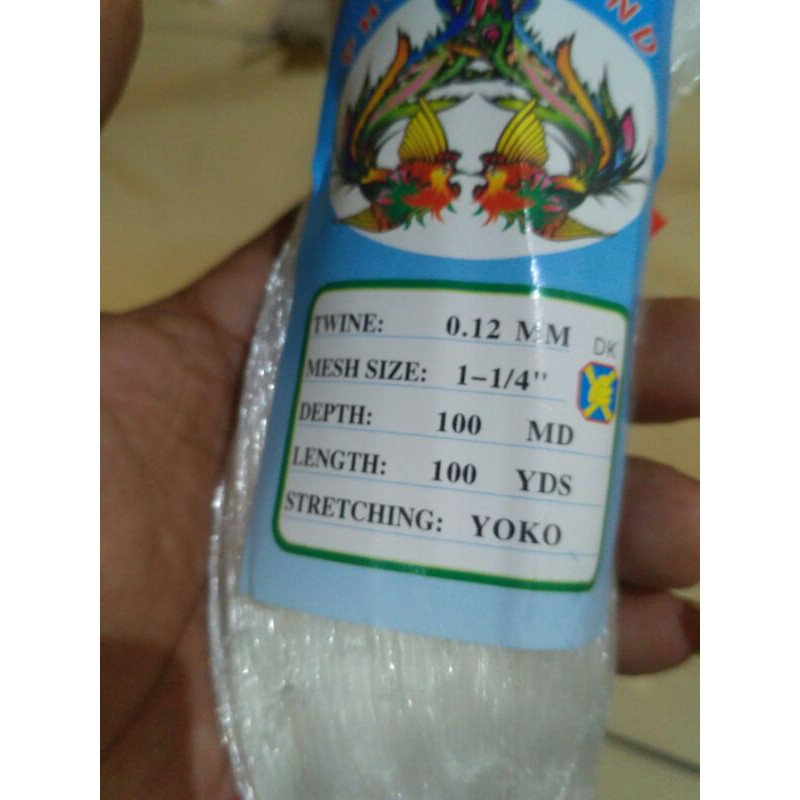 TWINE: 0.12 MM
DK
MESH SIZE: 1-1/4"
DEPTH: 100 MD
LENGTH: 100 YDS
STRETCHING: YOKO